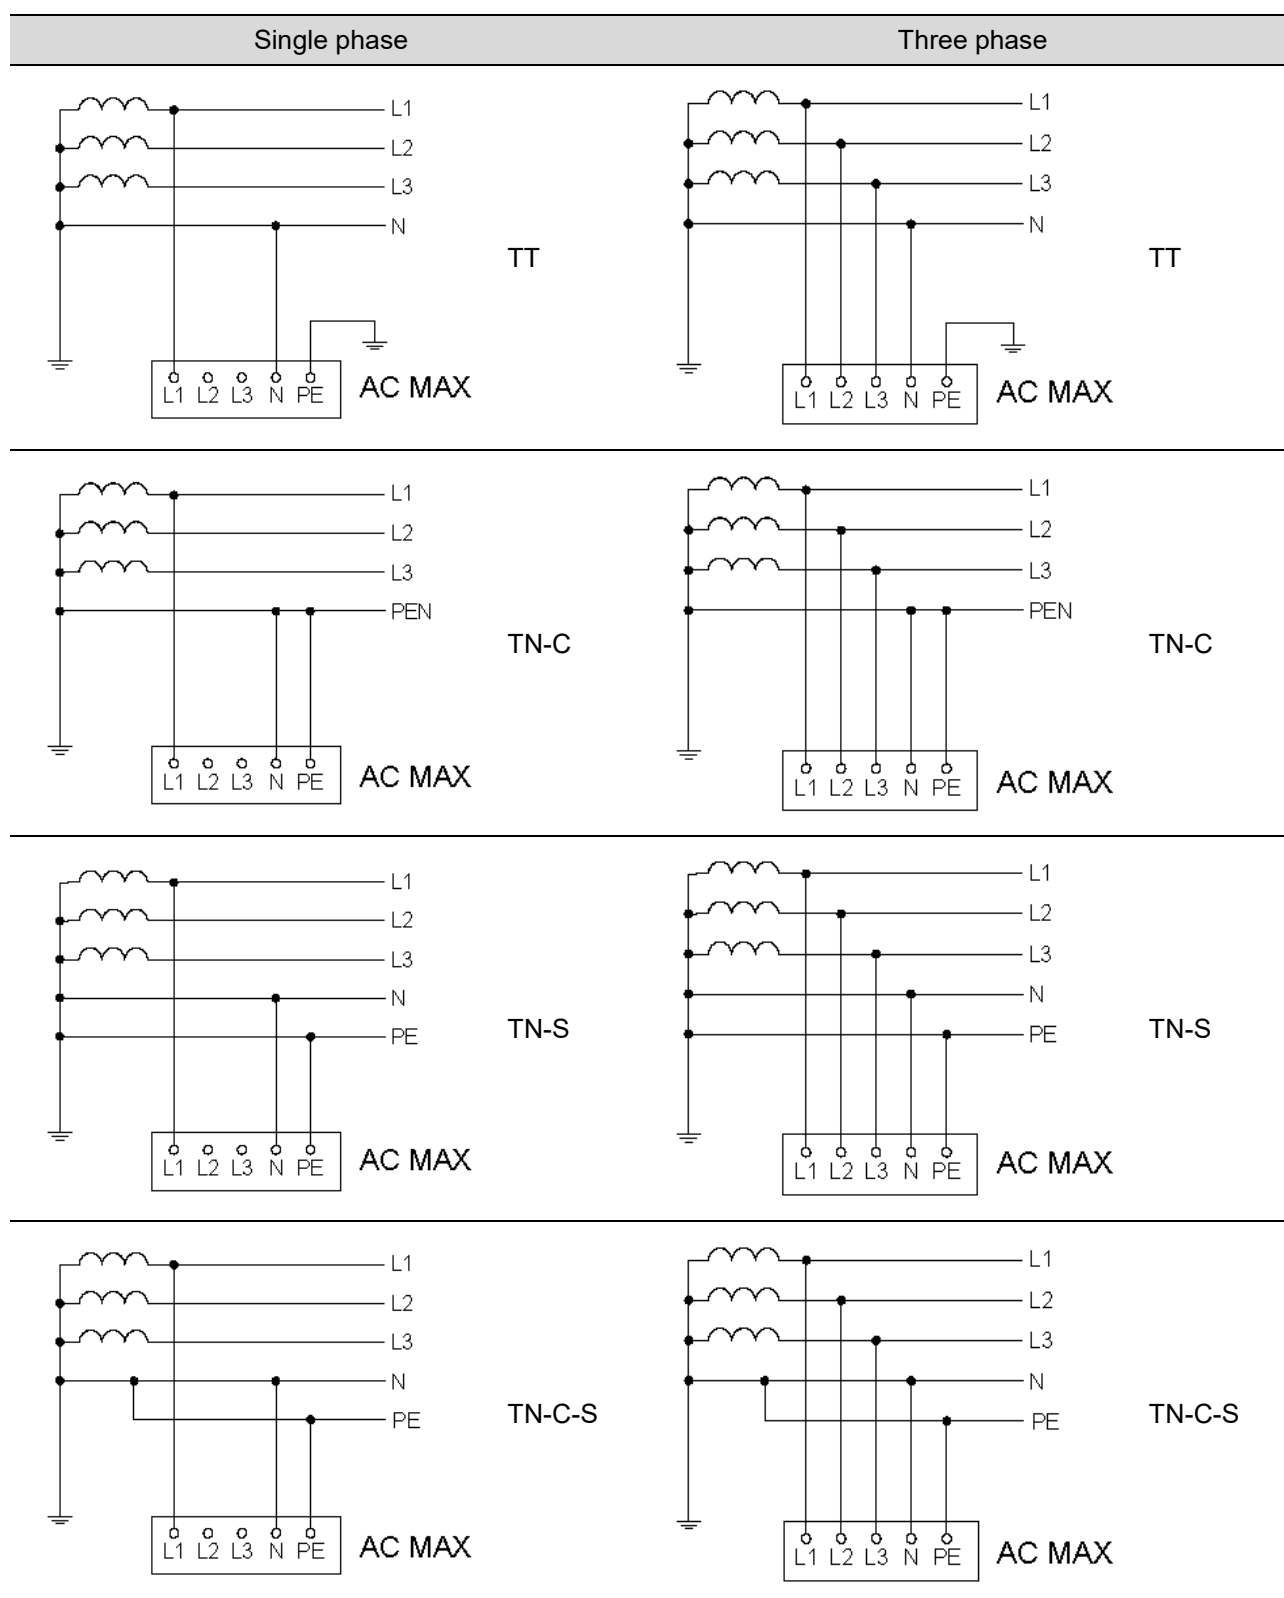 Single phase Three phase
L1
L2
L3
N
TT
L1 L2 L3 N PE
AC MAX
L1
L2
L3
N
TT
L1 L2 L3 N PE
AC MAX
L1
L2
L3
PEN
TN-C
L1 L2 L3 N PE
AC MAX
L1
L2
L3
PEN
TN-C
L1 L2 L3 N PE
AC MAX
L1
L2
L3
N
PE
TN-S
L1 L2 L3 N PE
AC MAX
L1
L2
L3
N
PE
TN-S
L1 L2 L3 N PE
AC MAX
L1
L2
L3
N
PE
TN-C-S
L1 L2 L3 N PE
AC MAX
L1
L2
L3
N
PE
TN-C-S
L1 L2 L3 N PE
AC MAX